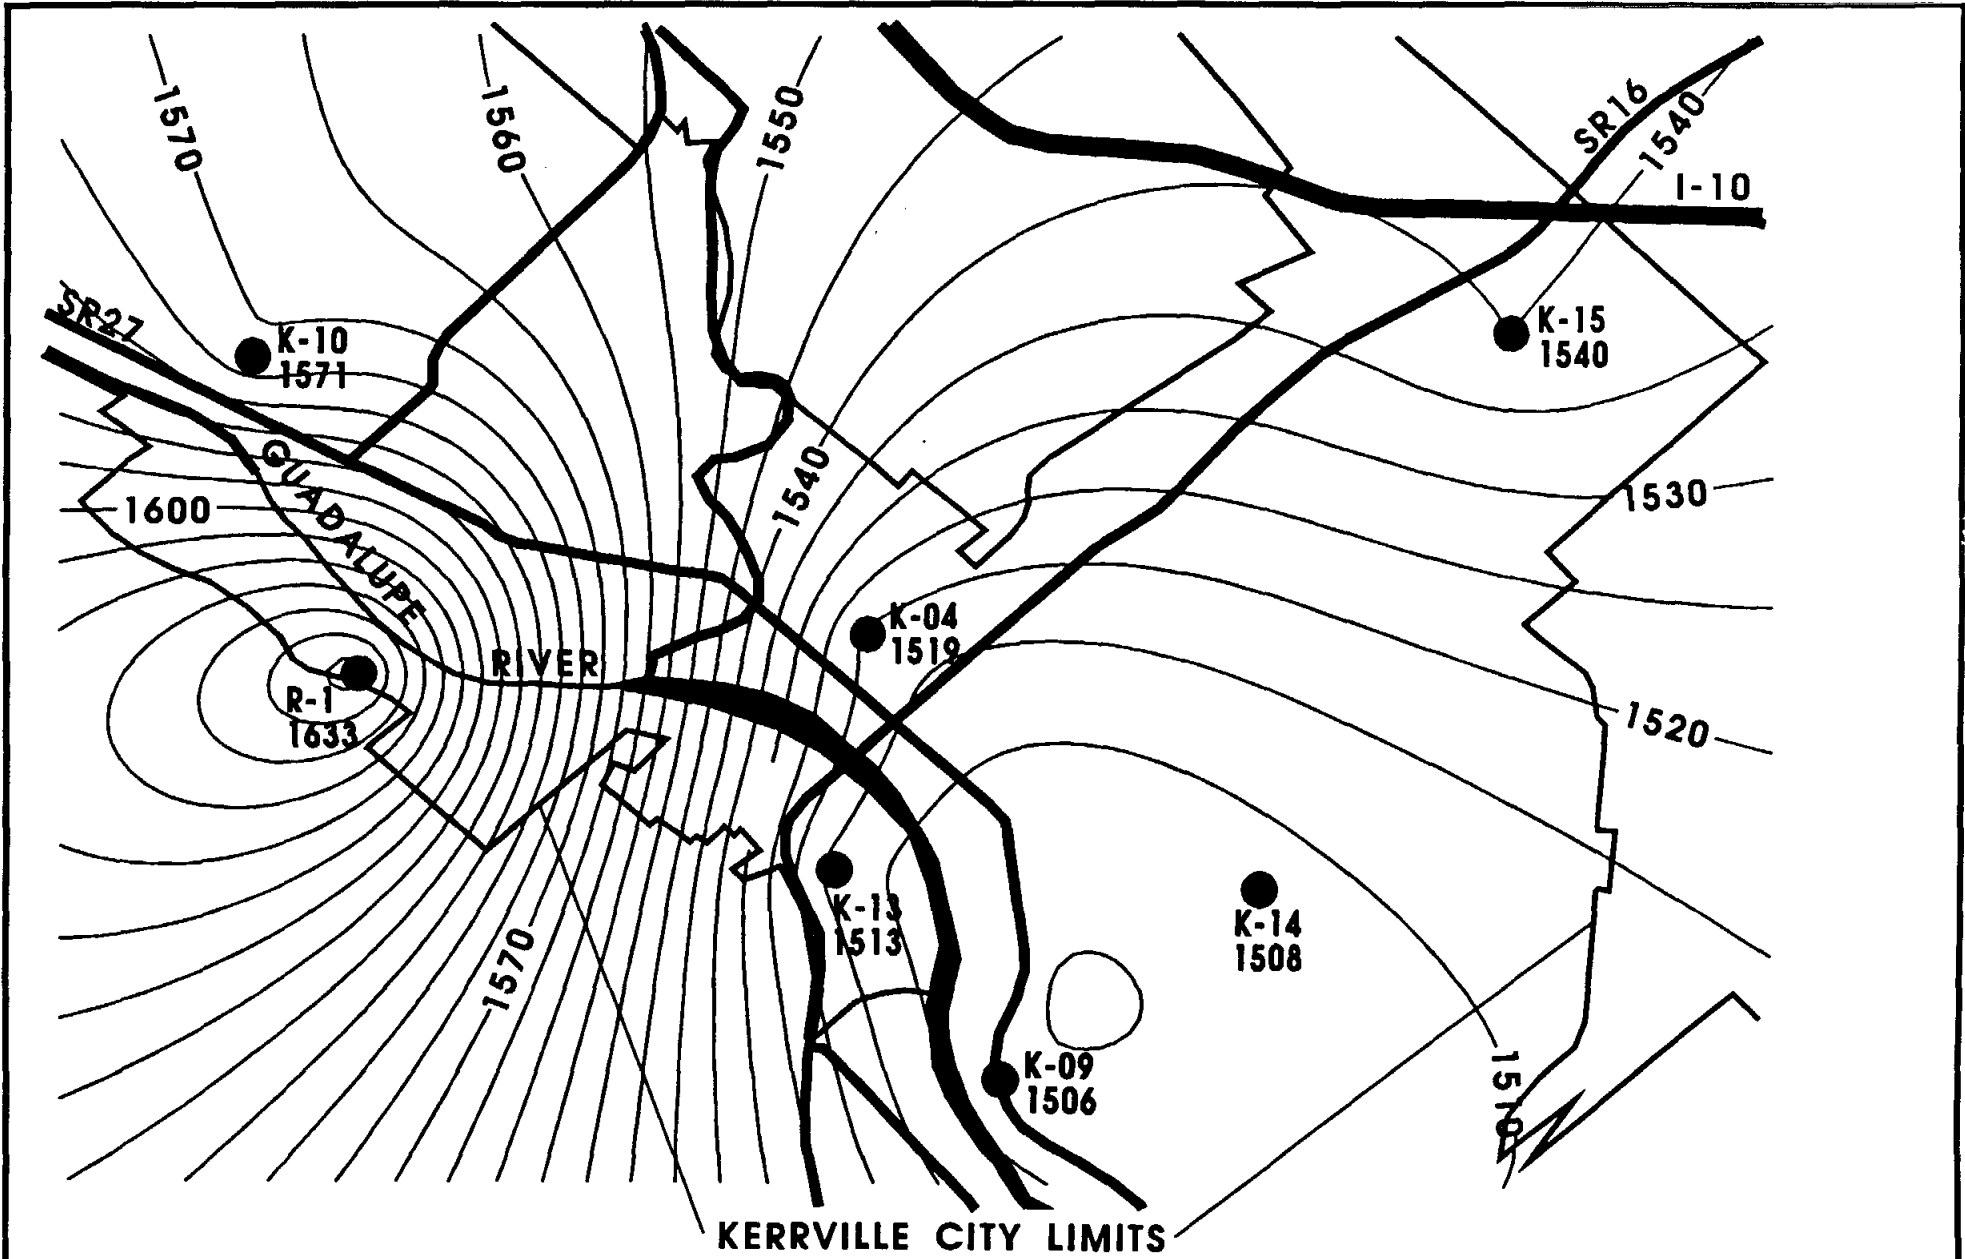 1570
1560
1550
SR16
1540
I-10
SR27
K-10
1571
K-15
1540
GUADALUPE
1540
1530
1600
K-04
1519
RIVER
R-1
1633
1520
K-13
1513
K-14
1508
1570
K-09
1506
1510
KERRVILLE CITY LIMITS